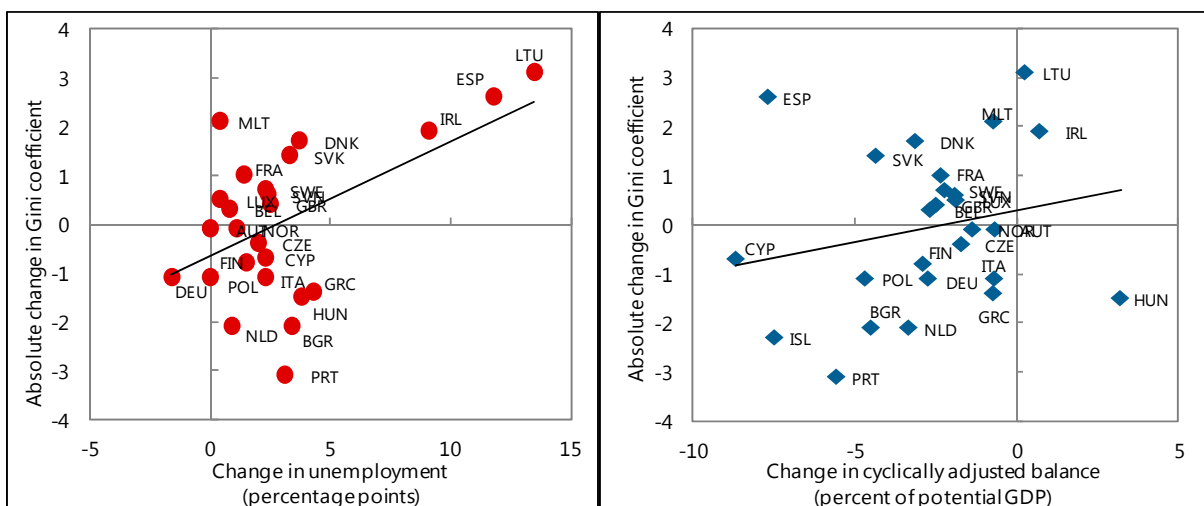 4
3
2
1
0
-1
-2
-3
-4
Absolute change in Gini coefficient
LTU
ESP
IRL
MLT
DNK
SVK
FRA
SWE
SVN
LUX
GBR
BEL
AUT
NOR
CZE
CYP
FIN
ITA
DEU
POL
GRC
HUN
NLD
BGR
PRT
-5
0
5
10
15
Change in unemployment
(percentage points)
4
3
2
1
0
-1
-2
-3
-4
Absolute change in Gini coefficient
LTU
ESP
MLT
IRL
DNK
SVK
FRA
SWE
SVN
LUX
GBR
BEL
NOR
AUT
CZE
CYP
FIN
ITA
POL
DEU
GRC
HUN
BGR
NLD
ISL
PRT
-10
-5
0
5
Change in cyclically adjusted balance
(percent of potential GDP)